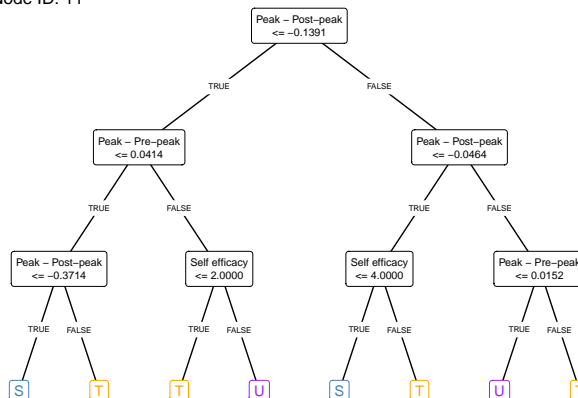 Node ID: 11
Peak − Post−peak
<= −0.1391
TRUE
FALSE
Peak − Pre−peak
<= 0.0414
Peak − Post−peak
<= −0.0464
TRUE
FALSE
TRUE
FALSE
Peak − Post−peak
<= −0.3714
Self efficacy
<= 2.0000
Self efficacy
<= 4.0000
Peak − Pre−peak
<= 0.0152
TRUE
FALSE
TRUE
FALSE
TRUE
FALSE
TRUE
FALSE
S
T
T
U
S
T
U